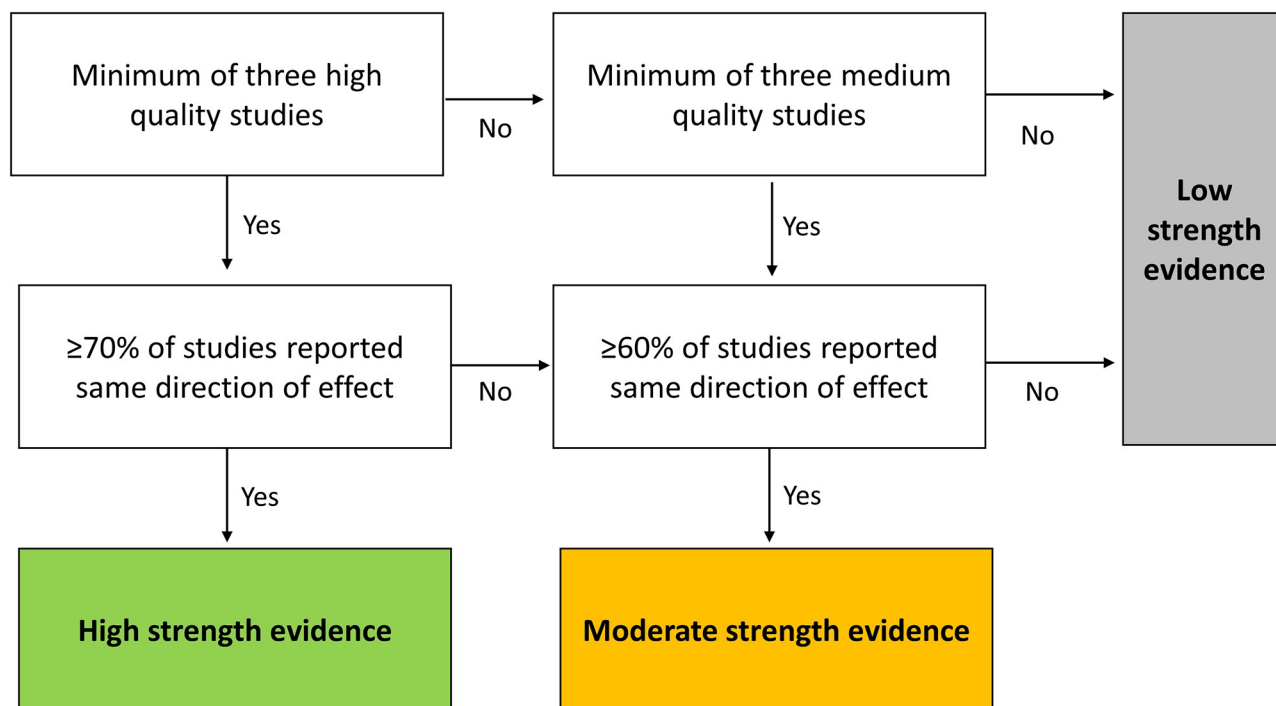 Minimum of three high
quality studies
No
Minimum of three medium
quality studies
No
Low
strength
evidence
Yes
Yes
≥70% of studies reported
same direction of effect
No
≥60% of studies reported
same direction of effect
No
Yes
Yes
High strength evidence
Moderate strength evidence